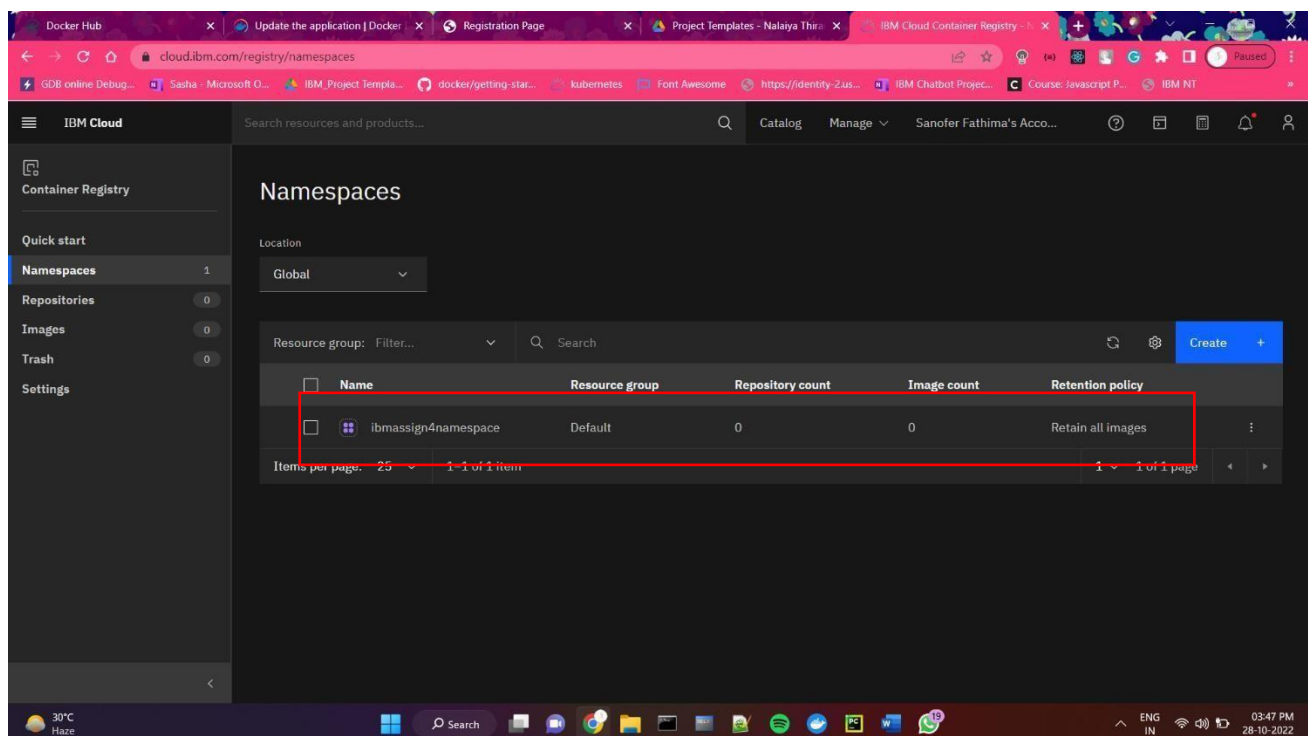 Docker Hub
Update the application | Docker
Registration Page
Project Templates - Nalaiya Thira
IBM Cloud Container Registry - N
cloud.ibm.com/registry/namespaces
Paused
GDB online Debug...
Sasha - Microsoft O...
IBM_Project Templa...
docker/getting-star...
kubernetes
Font Awesome
https://identity-2.us...
IBM Chatbot Projec...
Course: Javascript P...
IBM NT
IBM Cloud
Search resources and products...
Catalog
Manage
Sanofer Fathima's Acco...
Container Registry
Quick start
Namespaces 1
Repositories 0
Images 0
Trash 0
Settings
Namespaces
Location
Global
Resource group: Filter...
Search
Create +
Name Resource group Repository count Image count Retention policy
ibmassign4namespace Default 0 0 Retain all images
Items per page: 25 1–1 of 1 item 1 1 of 1 page
30°C
Haze
Search
19
ENG
IN
03:47 PM
28-10-2022